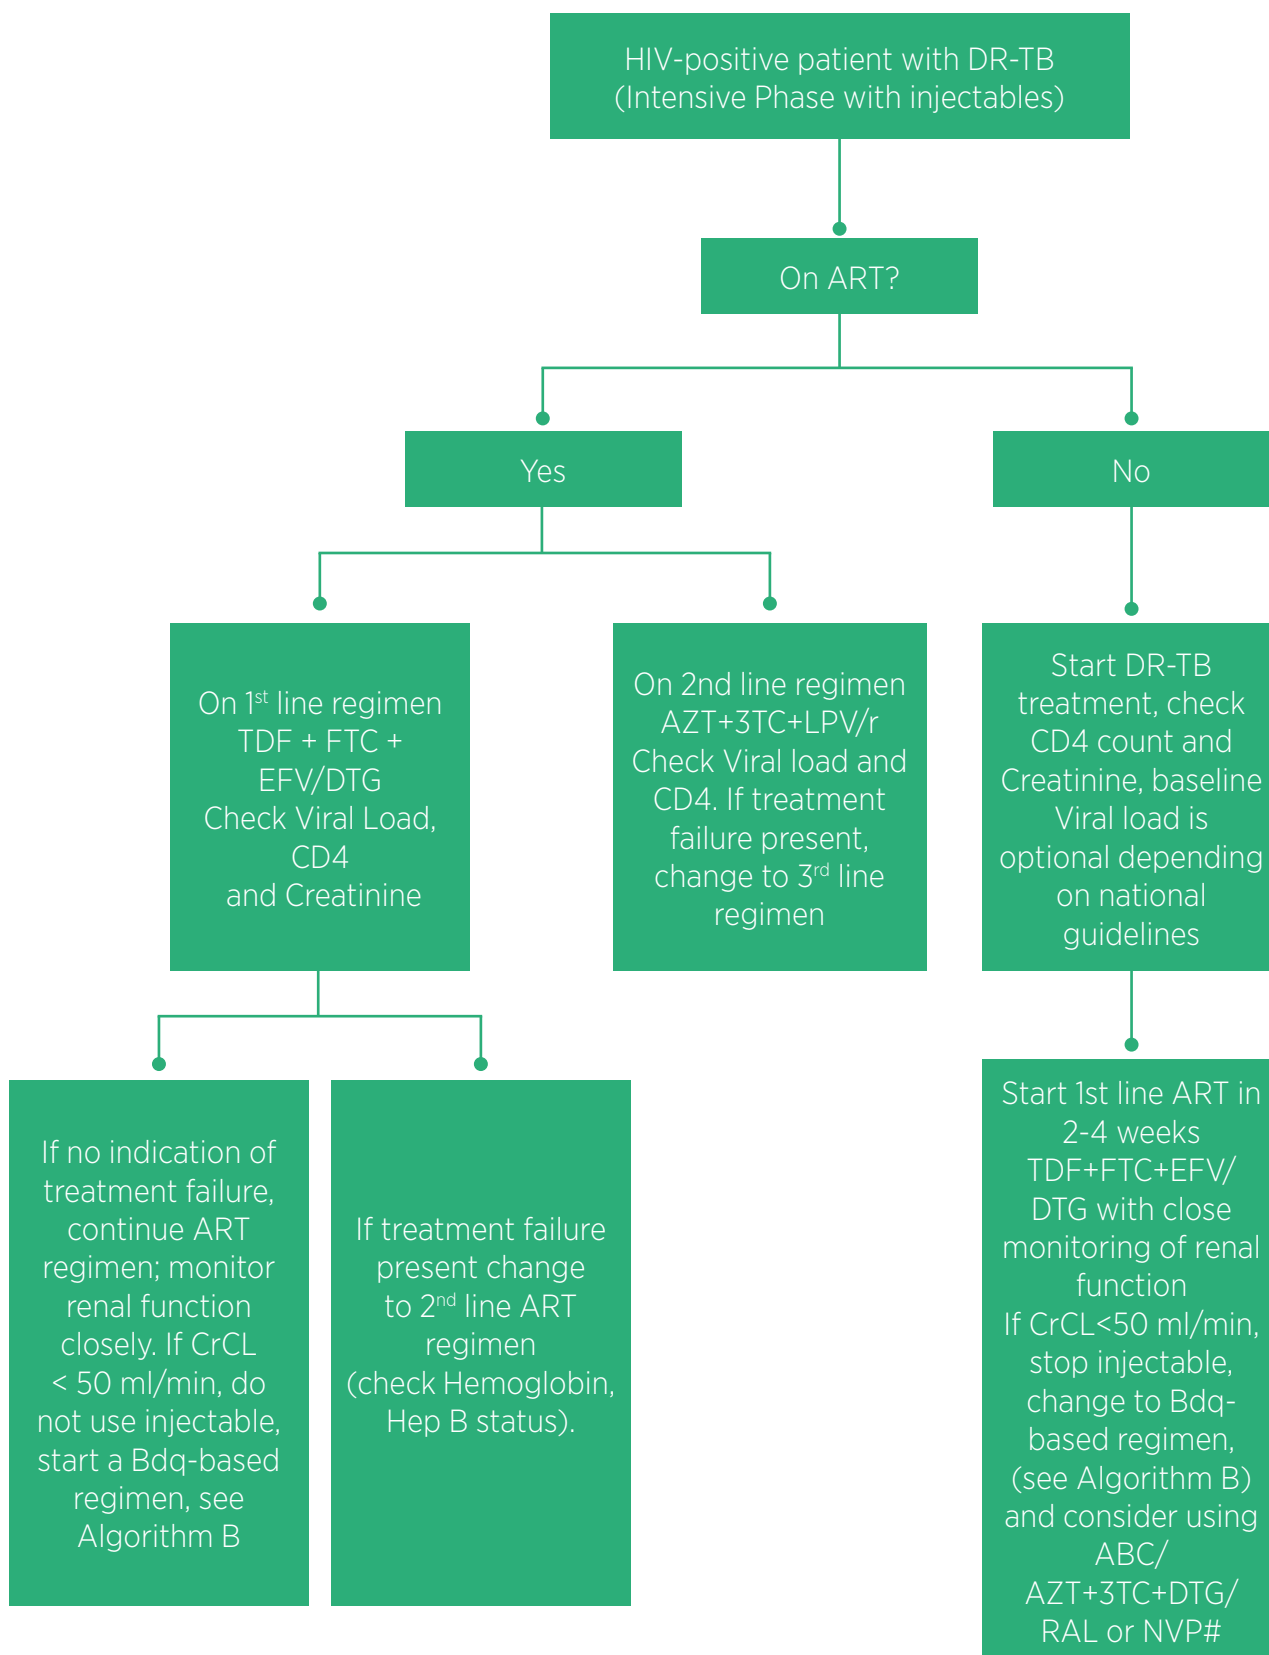 HIV-positive patient with DR-TB
(Intensive Phase with injectables)
On ART?
Yes
No
On 1st line regimen
TDF + FTC +
EFV/DTG
Check Viral Load,
CD4
and Creatinine
On 2nd line regimen
AZT+3TC+LPV/r
Check Viral load and
CD4. If treatment
failure present,
change to 3rd line
regimen
Start DR-TB
treatment, check
CD4 count and
Creatinine, baseline
Viral load is
optional depending
on national
guidelines
If no indication of
treatment failure,
continue ART
regimen; monitor
renal function
closely. If CrCL
< 50 ml/min, do
not use injectable,
start a Bdq-based
regimen, see
Algorithm B
If treatment failure
present change
to 2nd line ART
regimen
(check Hemoglobin,
Hep B status).
Start 1st line ART in
2-4 weeks
TDF+FTC+EFV/
DTG with close
monitoring of renal
function
If CrCL<50 ml/min,
stop injectable,
change to Bdq-
based regimen,
(see Algorithm B)
and consider using
ABC/
AZT+3TC+DTG/
RAL or NVP#